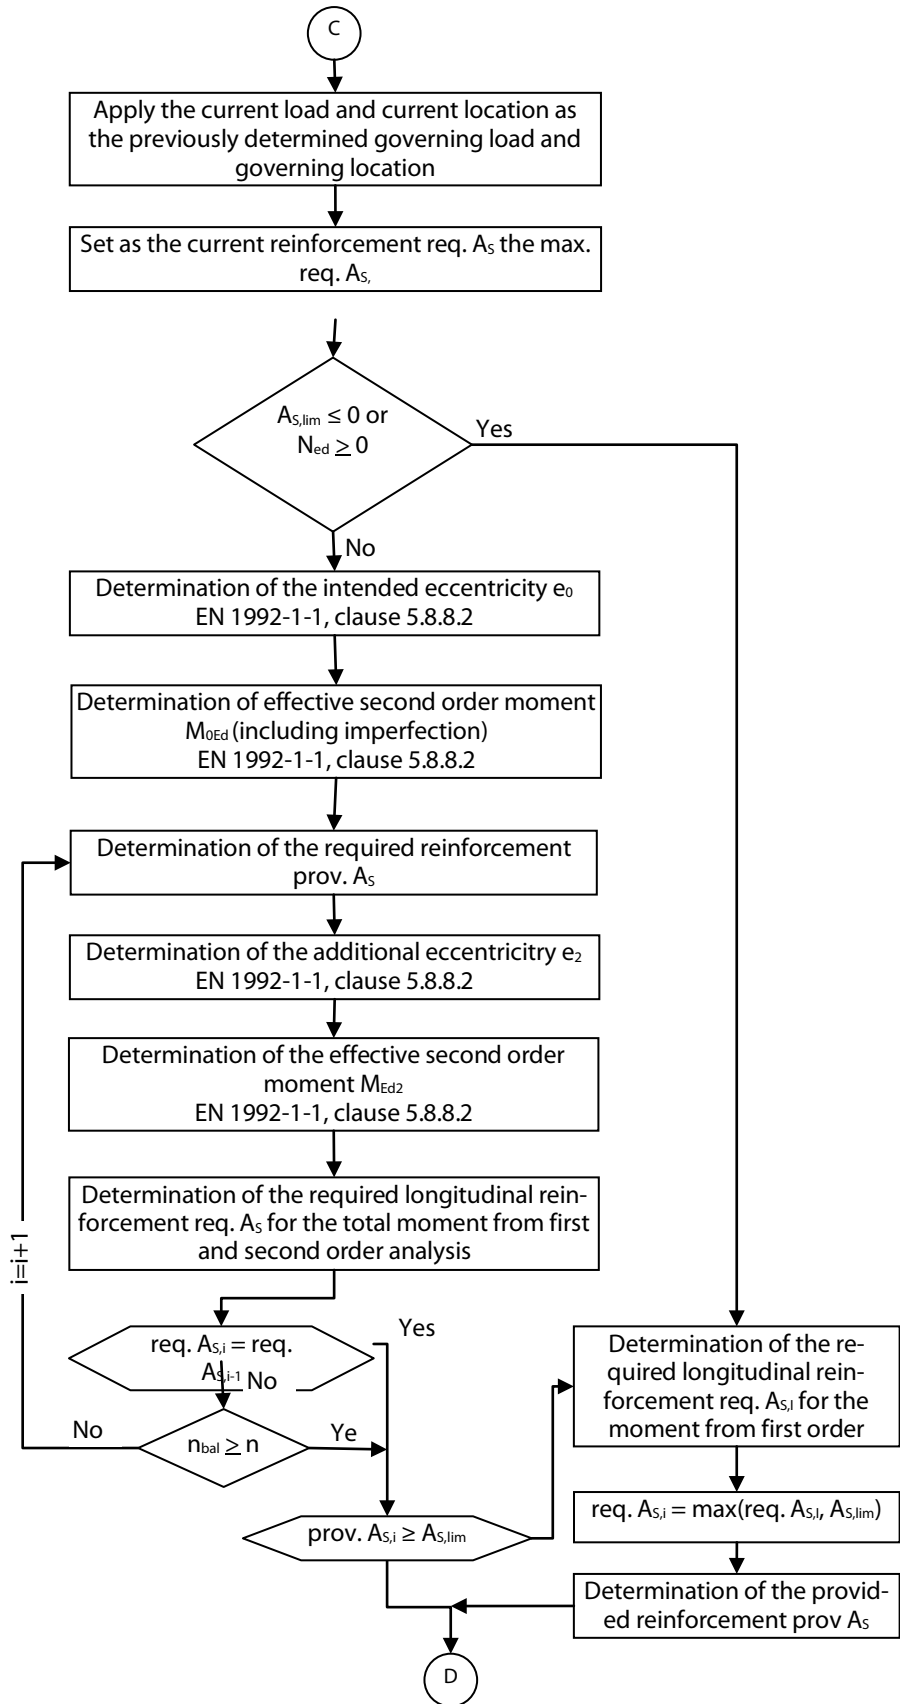 C
Apply the current load and current location as
the previously determined governing load and
governing location
Set as the current reinforcement req. AS the max.
req. AS,
AS,lim ≤ 0 or
Ned ≥ 0
Yes
No
Determination of the intended eccentricity e0
EN 1992-1-1, clause 5.8.8.2
Determination of effective second order moment
M0Ed (including imperfection)
EN 1992-1-1, clause 5.8.8.2
Determination of the required reinforcement
prov. AS
Determination of the additional eccentricitry e2
EN 1992-1-1, clause 5.8.8.2
Determination of the effective second order
moment MEd2
EN 1992-1-1, clause 5.8.8.2
Determination of the required longitudinal rein-
forcement req. AS for the total moment from first
and second order analysis
i=i+1
req. AS,i = req.
AS,i-1
Yes
No
nbal ≥ n
No
Ye
prov. AS,i ≥ AS,lim
Determination of the re-
quired longitudinal rein-
forcement req. AS,I for the
moment from first order
req. AS,i = max(req. AS,I, AS,lim)
Determination of the provid-
ed reinforcement prov AS
D